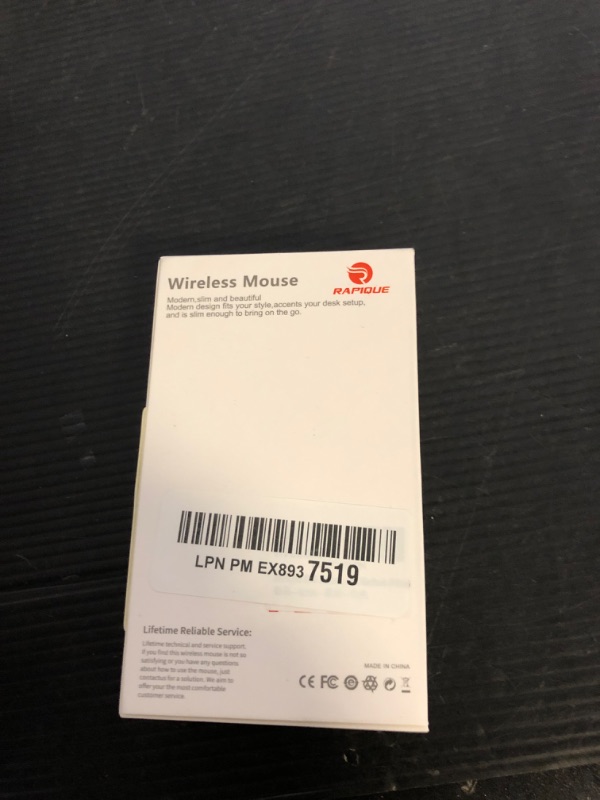 Wireless Mouse
RAPIQUE
Modern,slim and beautiful
Modern design fits your style,accents your desk setup,
and is slim enough to bring on the go.
LPN PM EX893 7519
Lifetime Reliable Service:
Lifetime technical and service support.
If you find this wireless mouse is not so
satisfying or you have any questions
about how to use the mouse, just
contactus for a solution. We aim to
offer your the most comfortable
customer service.
MADE IN CHINA
CE FC